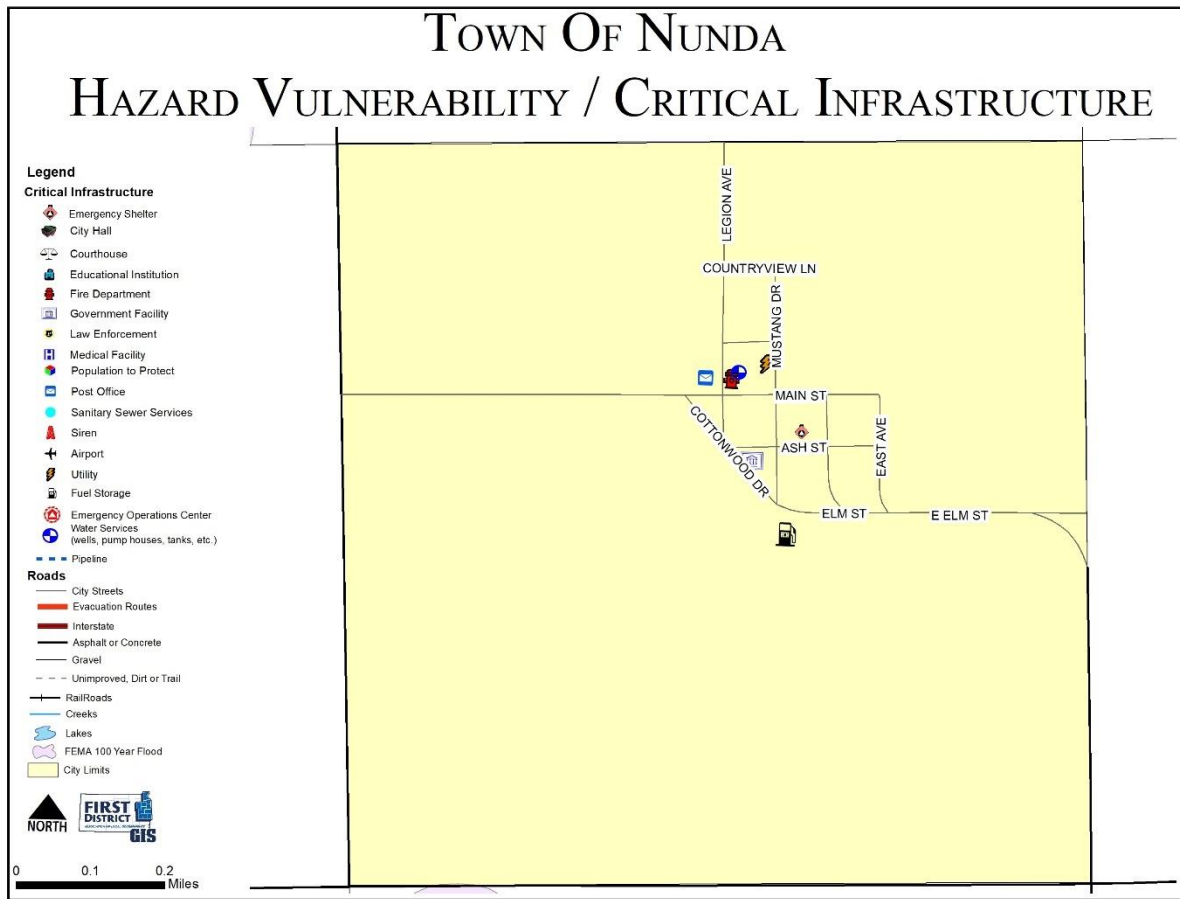 TOWN OF NUNDA
HAZARD VULNERABILITY / CRITICAL INFRASTRUCTURE
Legend
Critical Infrastructure
Emergency Shelter
City Hall
Courthouse
Educational Institution
Fire Department
Government Facility
Law Enforcement
Medical Facility
Population to Protect
Post Office
Sanitary Sewer Services
Siren
Airport
Utility
Fuel Storage
Emergency Operations Center
Water Services
(wells, pump houses, tanks, etc.)
Pipeline
Roads
City Streets
Evacuation Routes
Interstate
Asphalt or Concrete
Gravel
Unimproved, Dirt or Trail
RailRoads
Creeks
Lakes
FEMA 100 Year Flood
City Limits
NORTH
FIRST
DISTRICT
GIS
0 0.1 0.2
Miles
LEGION AVE
COUNTRYVIEW LN
MUSTANG DR
MAIN ST
COTTONWOOD DR
ASH ST
EAST AVE
ELM ST
E ELM ST